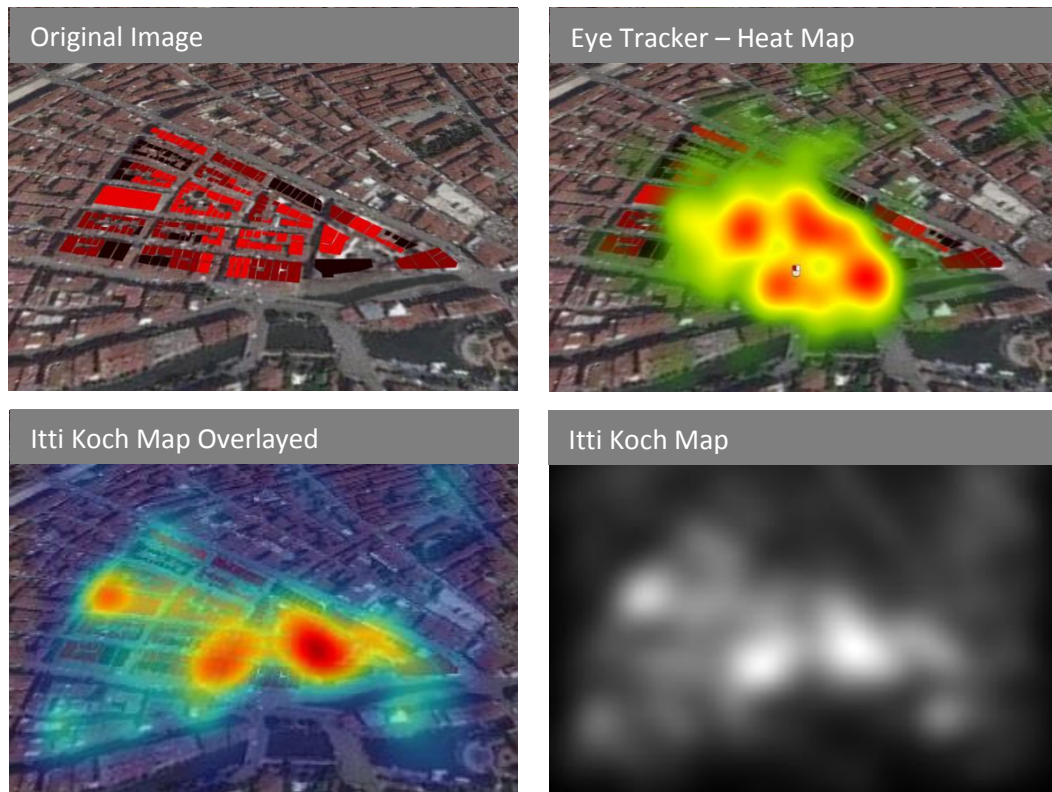 Original Image
Eye Tracker – Heat Map
Itti Koch Map Overlayed
Itti Koch Map